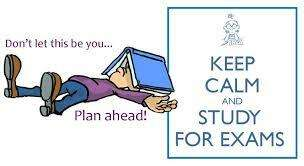 Don't let this be you...
Plan ahead!
KEEP
CALM
AND
STUDY
FOR EXAMS